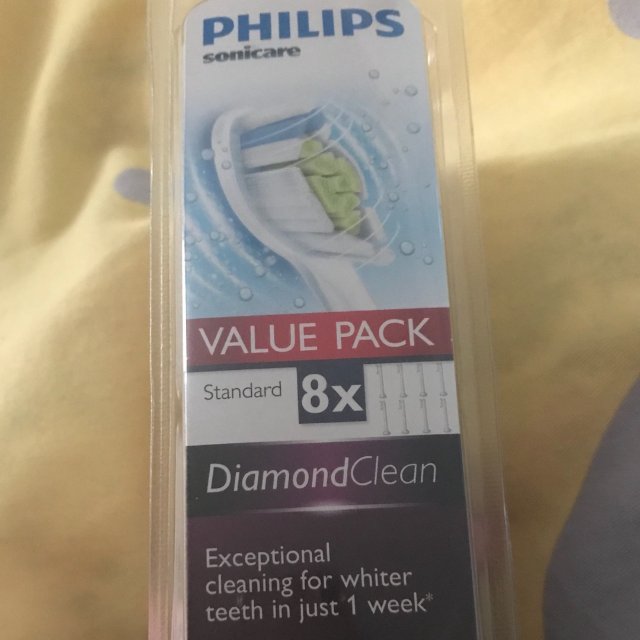 PHILIPS
sonicare
VALUE PACK
Standard 8x
DiamondClean
Exceptional
cleaning for whiter
teeth in just 1 week*